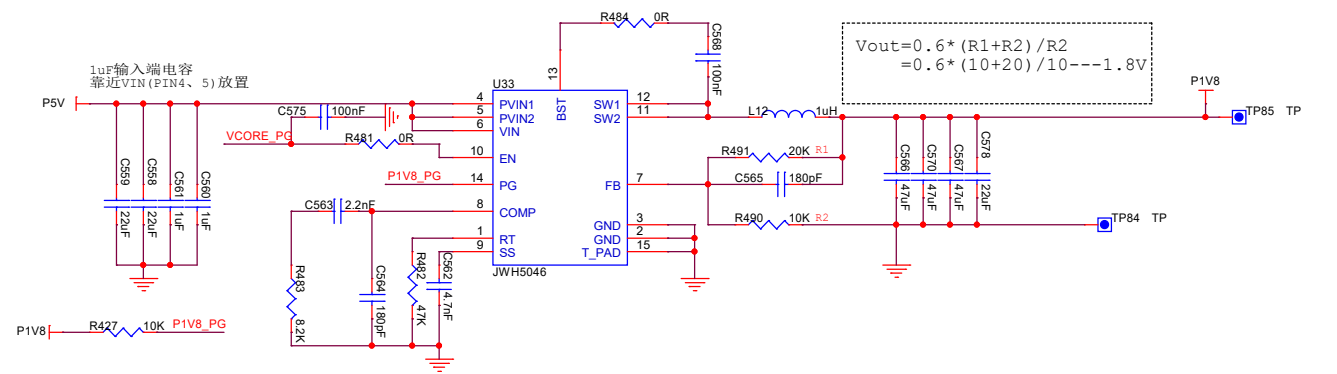 R484 0R
C568
100nF
Vout=0.6*(R1+R2)/R2
=0.6*(10+20)/10---1.8V
1uF输入端电容
靠近VIN(PIN4、5)放置
U33
13
BST
P1V8
P5V
C575 100nF
4 PVIN1
5 PVIN2
6 VIN
SW1 12
SW2 11
L12 1uH
TP85 TP
VCORE_PG
R481 0R
10 EN
R491 20K R1
C578
22uF
C566
47uF
C570
47uF
C567
47uF
P1V8_PG
14 PG
FB 7
C565 180pF
C559
22uF
C558
22uF
C561
1uF
C560
1uF
C563 2.2nF
8 COMP
R490 10K R2
TP84 TP
GND 3
1 RT
GND 2
9 SS
T_PAD 15
JWH5046
R483
8.2K
C564
180pF
R482
47K
C562
4.7nF
P1V8
R427 10K P1V8_PG